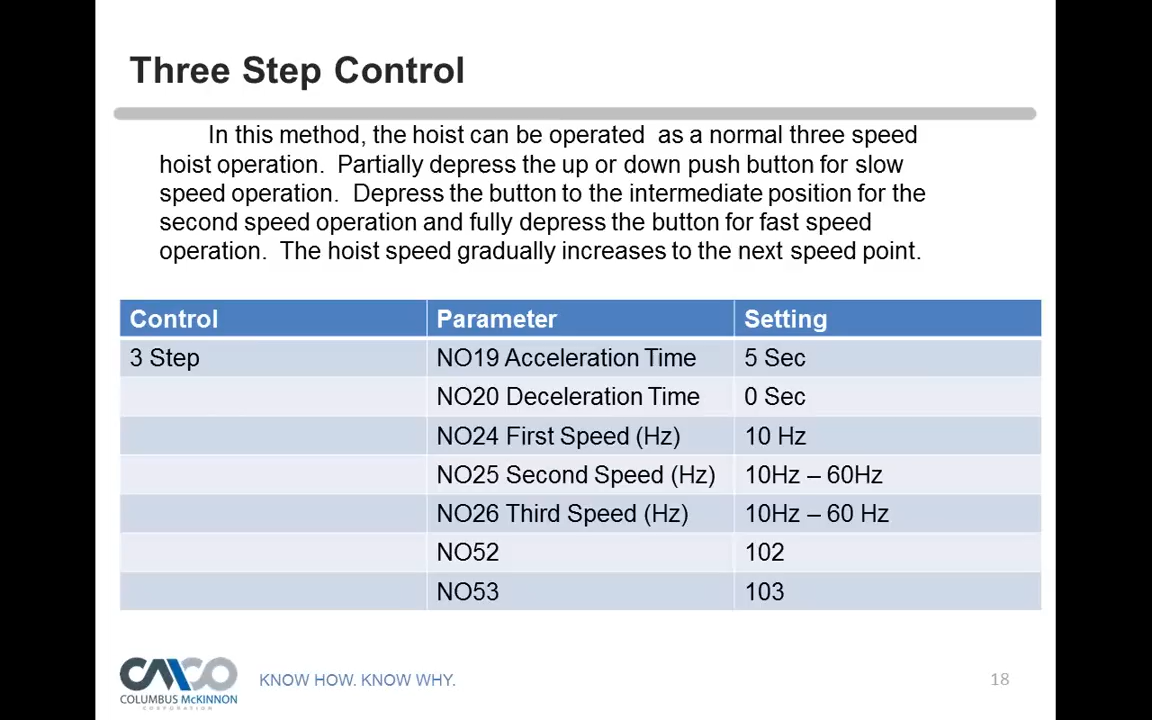 Three Step Control
In this method, the hoist can be operated as a normal three speed
hoist operation. Partially depress the up or down push button for slow
speed operation. Depress the button to the intermediate position for the
second speed operation and fully depress the button for fast speed
operation. The hoist speed gradually increases to the next speed point.
Control Parameter Setting
3 Step NO19 Acceleration Time 5 Sec
NO20 Deceleration Time 0 Sec
NO24 First Speed (Hz) 10 Hz
NO25 Second Speed (Hz) 10Hz – 60Hz
NO26 Third Speed (Hz) 10Hz – 60 Hz
NO52 102
NO53 103
CMCO
COLUMBUS McKINNON
CORPORATION
KNOW HOW. KNOW WHY.
18